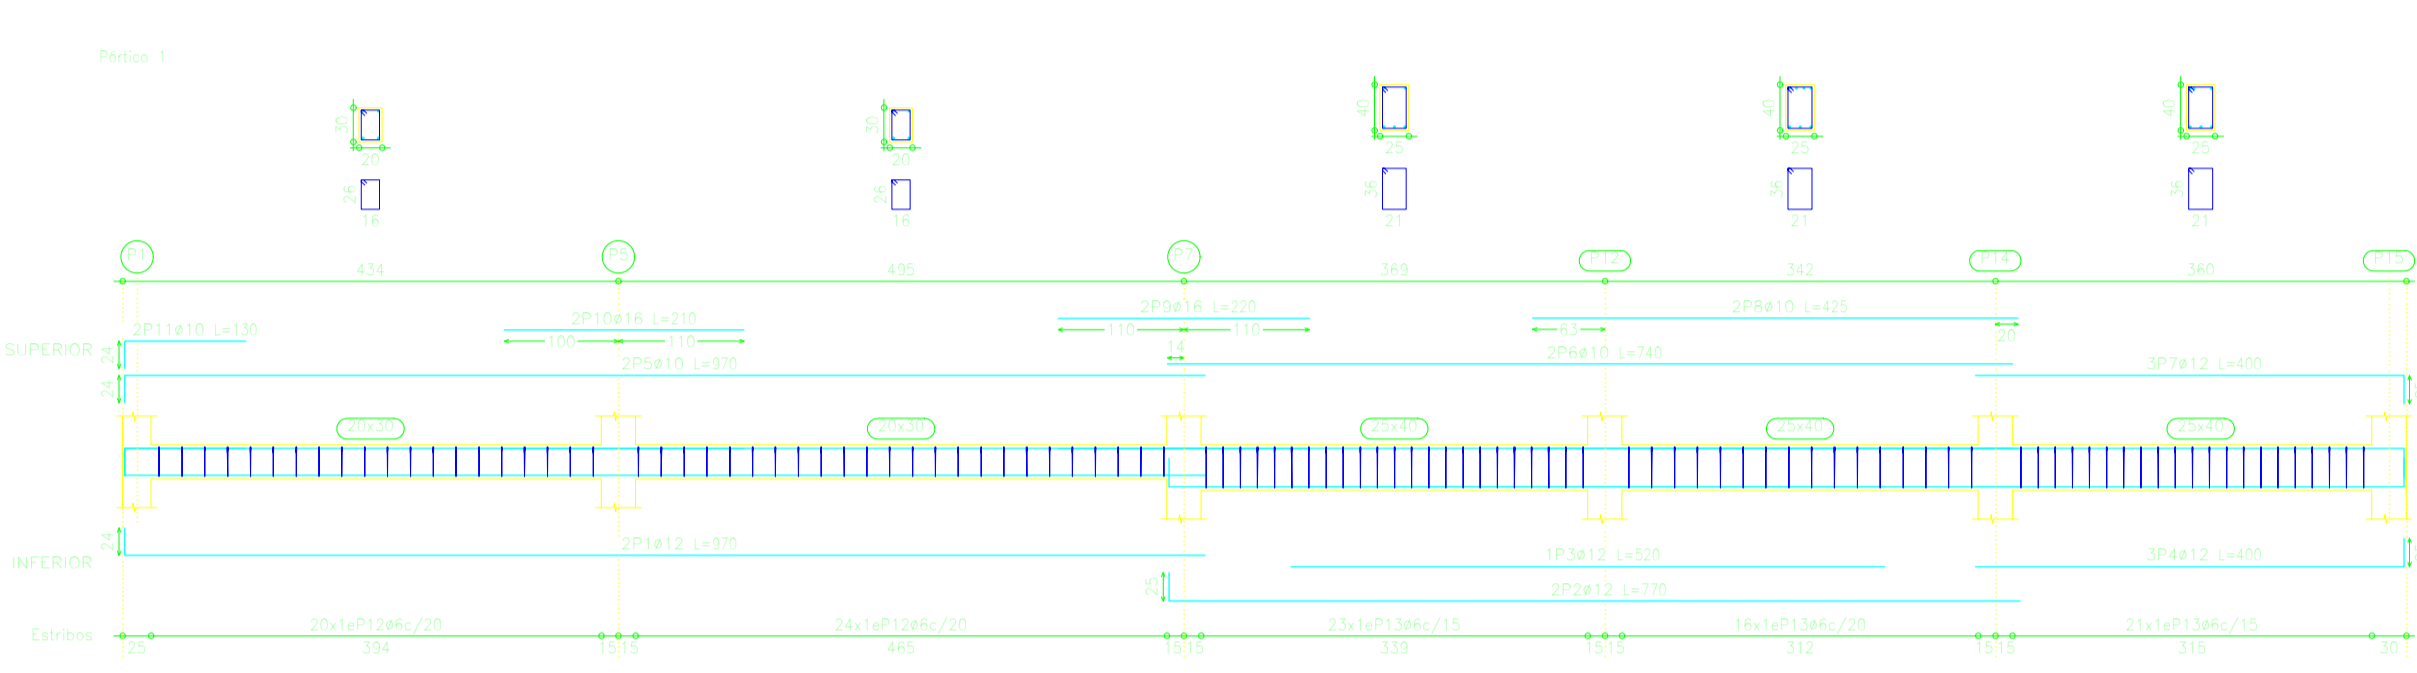 Pórtico 1
30
20
30
20
40
25
40
25
40
25
26
16
26
16
36
21
36
21
36
21
P1
P5
P7
P12
P14
P15
434
495
369
342
360
2P11ø10 L=130
2P10ø16 L=210
2P9ø16 L=220
2P8ø10 L=425
100
110
110
110
63
20
SUPERIOR
24
14
2P6ø10 L=740
24
2P5ø10 L=970
3P7ø12 L=400
20x30
20x30
25x40
25x40
25x40
INFERIOR
24
2P1ø12 L=970
1P3ø12 L=520
3P4ø12 L=400
25
2P2ø12 L=770
Estribos
20x1eP12ø6c/20
24x1eP12ø6c/20
23x1eP13ø6c/15
16x1eP13ø6c/20
21x1eP13ø6c/15
25
394
15
15
465
15
15
339
15
15
312
15
15
315
30